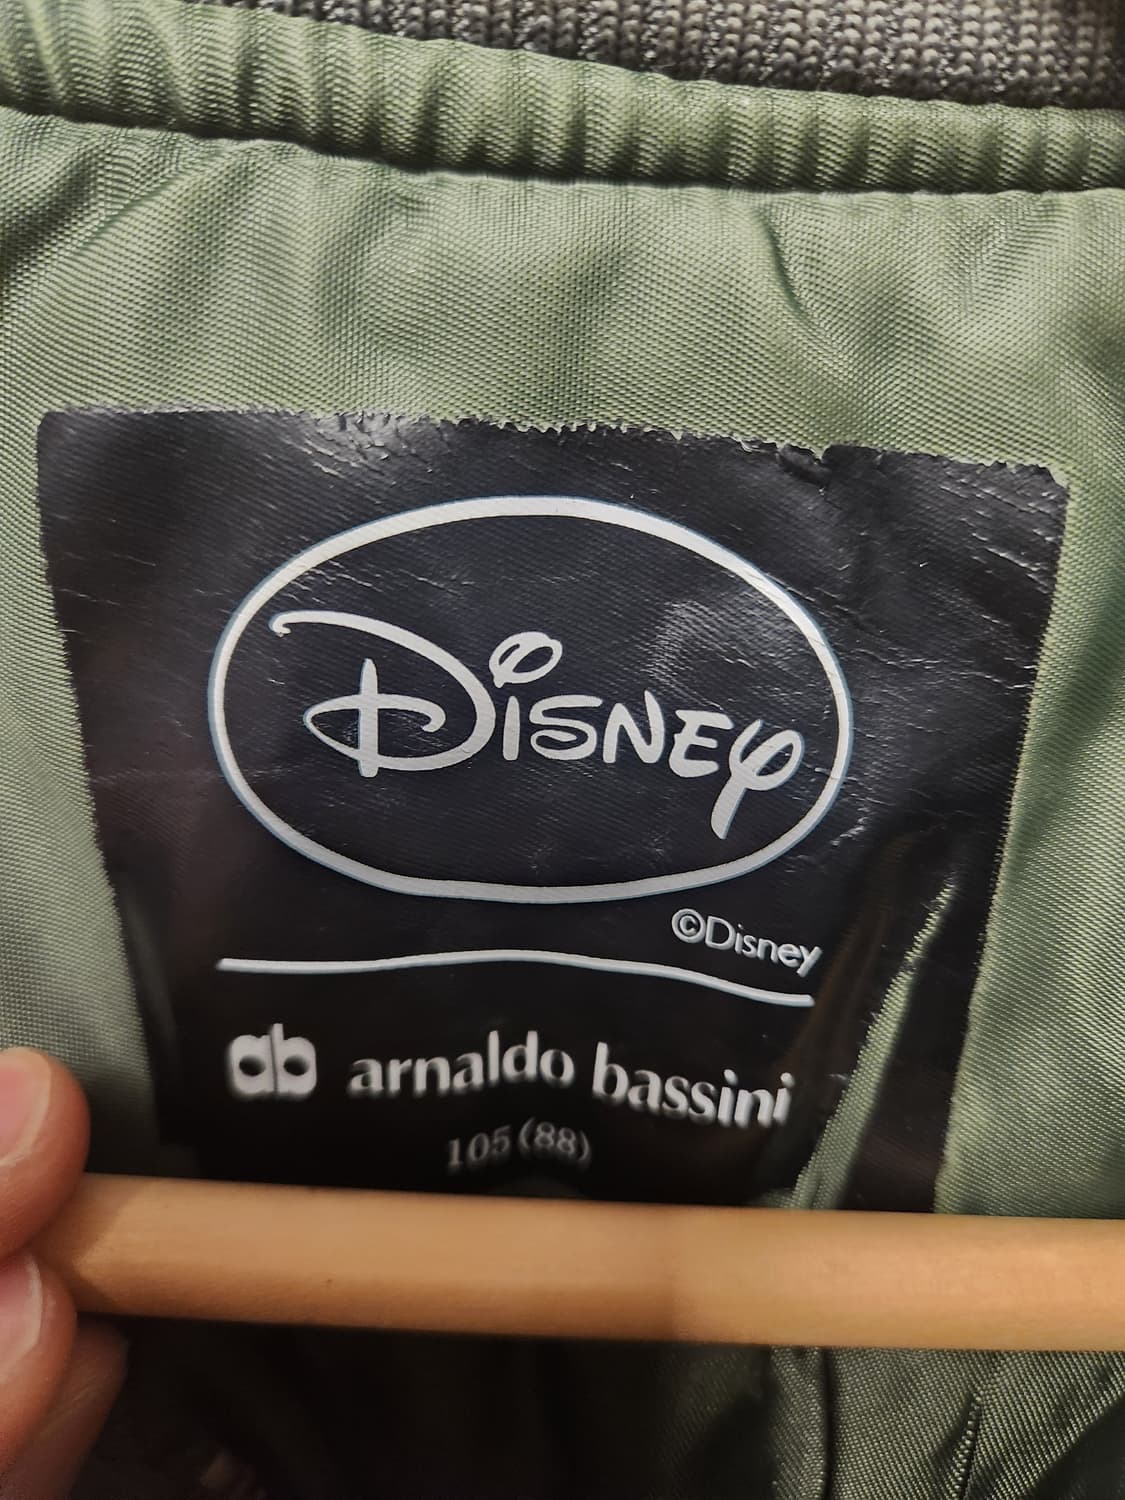 Disney
©Disney
ab arnaldo bassini
105 (88)